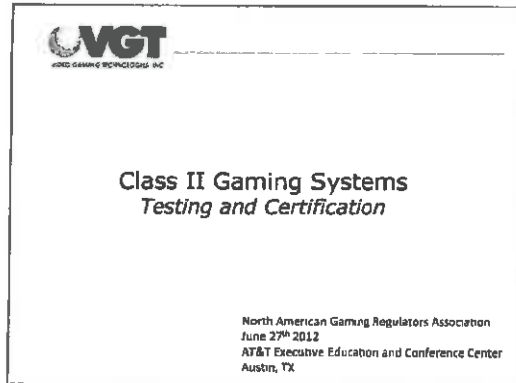 VGT
VIDEO GAMING TECHNOLOGIES, INC
Class II Gaming Systems
Testing and Certification
North American Gaming Regulators Association
June 27th 2012
AT&T Executive Education and Conference Center
Austin, TX